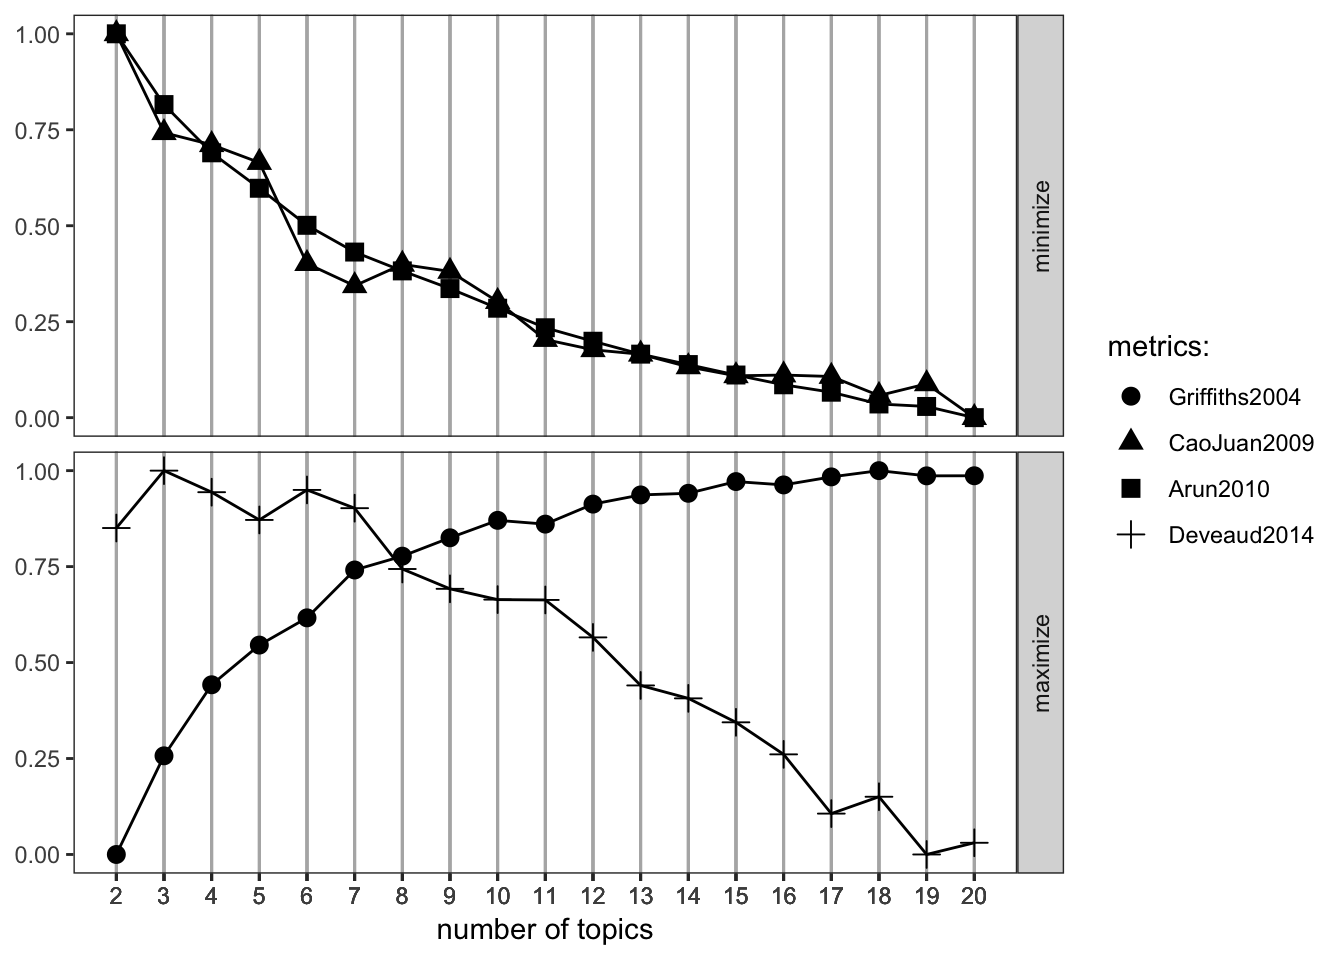 1.00
0.75
0.50
0.25
0.00
minimize
1.00
0.75
0.50
0.25
0.00
maximize
2 3 4 5 6 7 8 9 10 11 12 13 14 15 16 17 18 19 20
number of topics
metrics:
Griffiths2004
CaoJuan2009
Arun2010
Deveaud2014